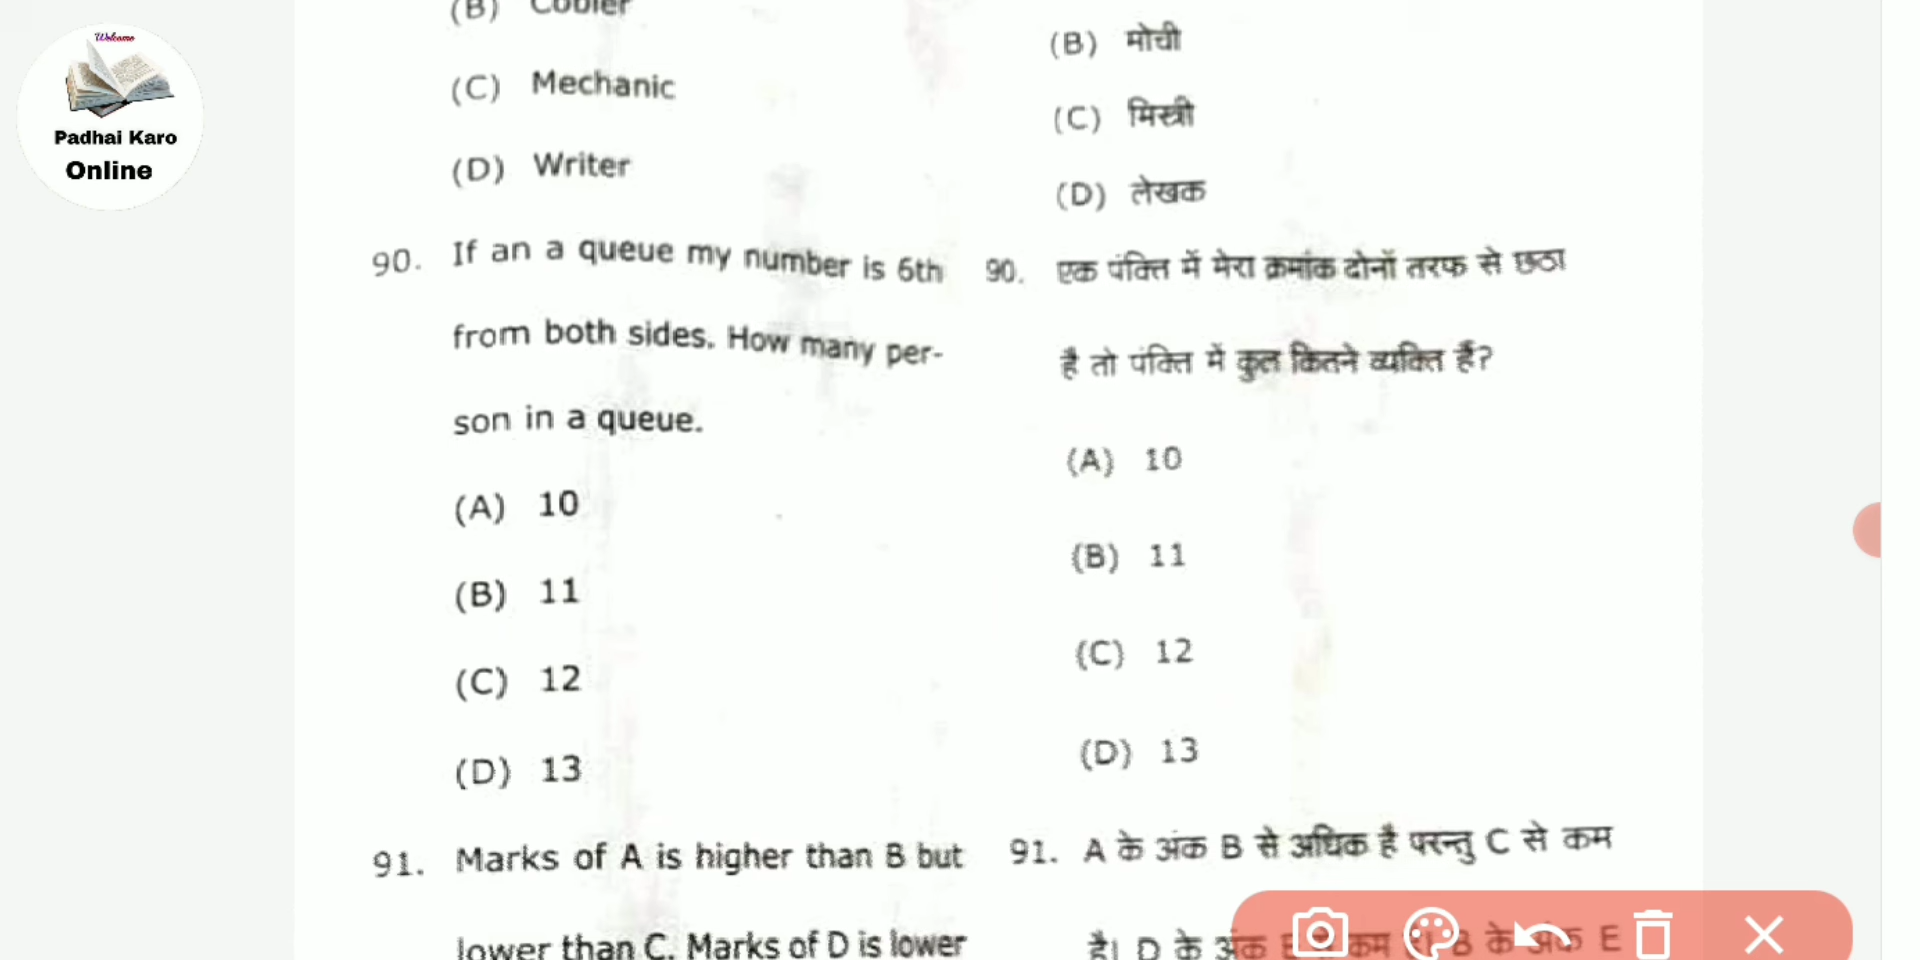 Welcome
Padhai Karo
Online
(B) Cobler
(C) Mechanic
(D) Writer
90. If an a queue my number is 6th
from both sides. How many per-
son in a queue.
(A) 10
(B) 11
(C) 12
(D) 13
91. Marks of A is higher than B but
lower than C. Marks of D is lower
(B) मोची
(C) मिस्त्री
(D) लेखक
90. एक पंक्ति में मेरा क्रमांक दोनों तरफ से छठा
है तो पंक्ति में कुल कितने व्यक्ति हैं?
(A) 10
(B) 11
(C) 12
(D) 13
91. A के अंक B से अधिक है परन्तु C से कम
है। D के अंक कम B के अंक E